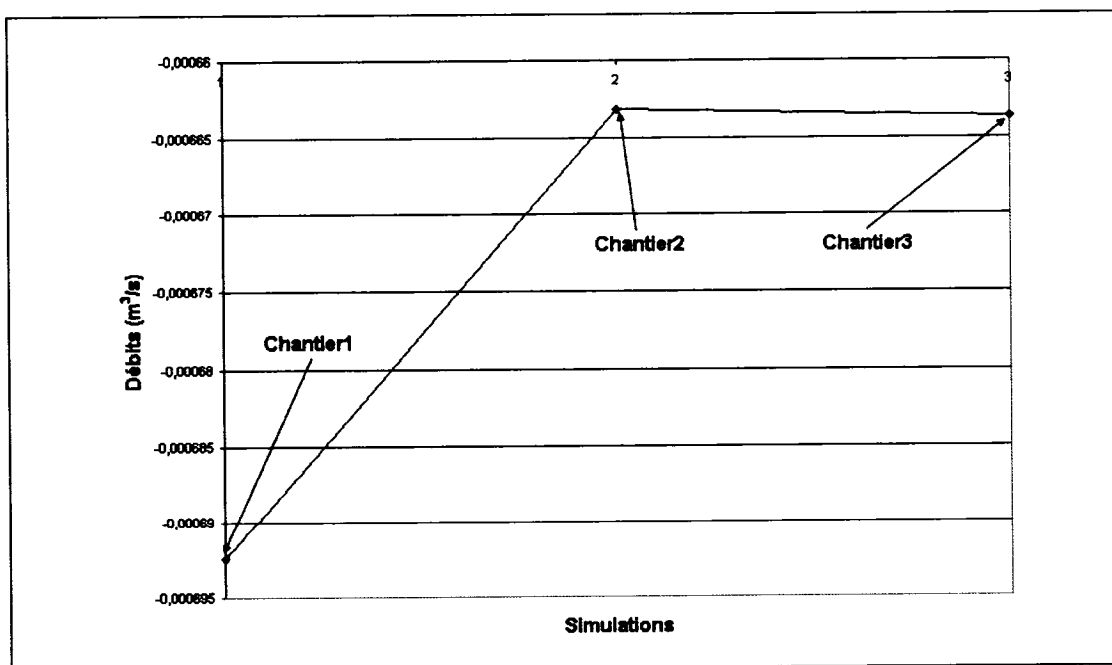 -0,00066
1
2
3
-0,000665
-0,00067
-0,000675
-0,00068
-0,000685
-0,00069
-0,000695
Débits (m³/s)
Chantier1
Chantier2
Chantier3
Simulations